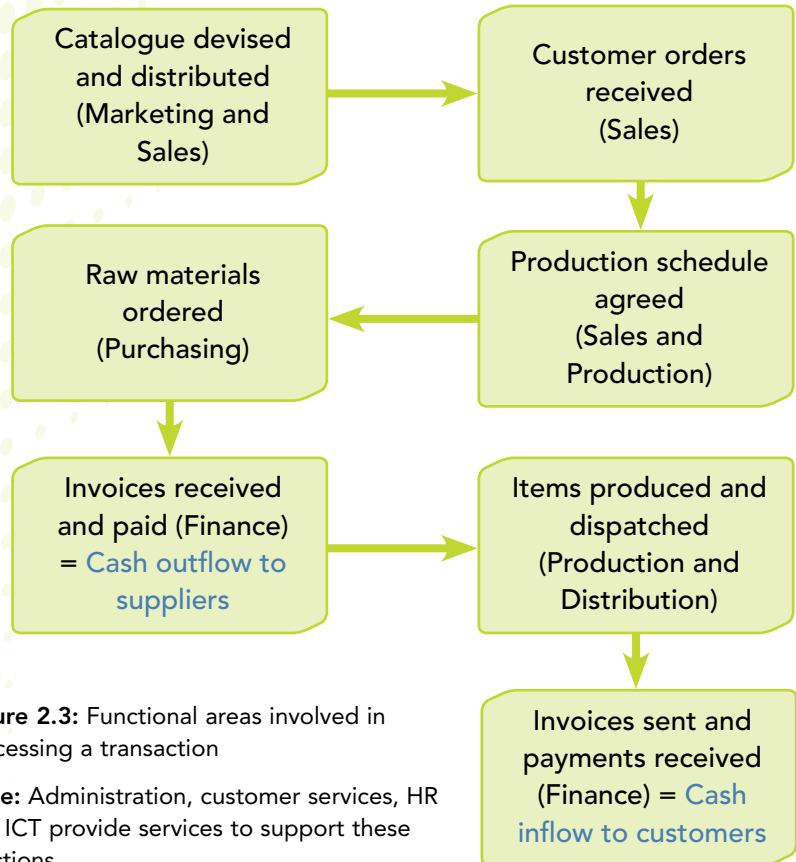 Catalogue devised
and distributed
(Marketing and
Sales)
Customer orders
received
(Sales)
Production schedule
agreed
(Sales and
Production)
Raw materials
ordered
(Purchasing)
Invoices received
and paid (Finance)
= Cash outflow to
suppliers
Items produced and
dispatched
(Production and
Distribution)
Invoices sent and
payments received
(Finance) = Cash
inflow to customers
2.3: Functional areas involved in
a transaction
Administration, customer services, HR
ICT provide services to support these